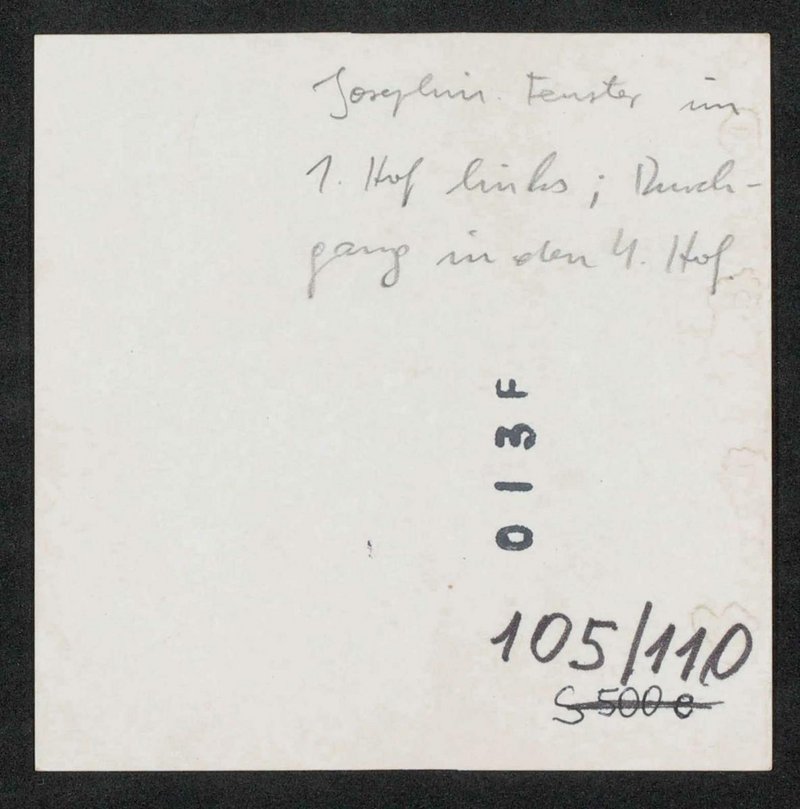 Josephin. Fenster im
1. Hof links; Durch-
gang in den 4. Hof.
013F
105/110
S 500 e